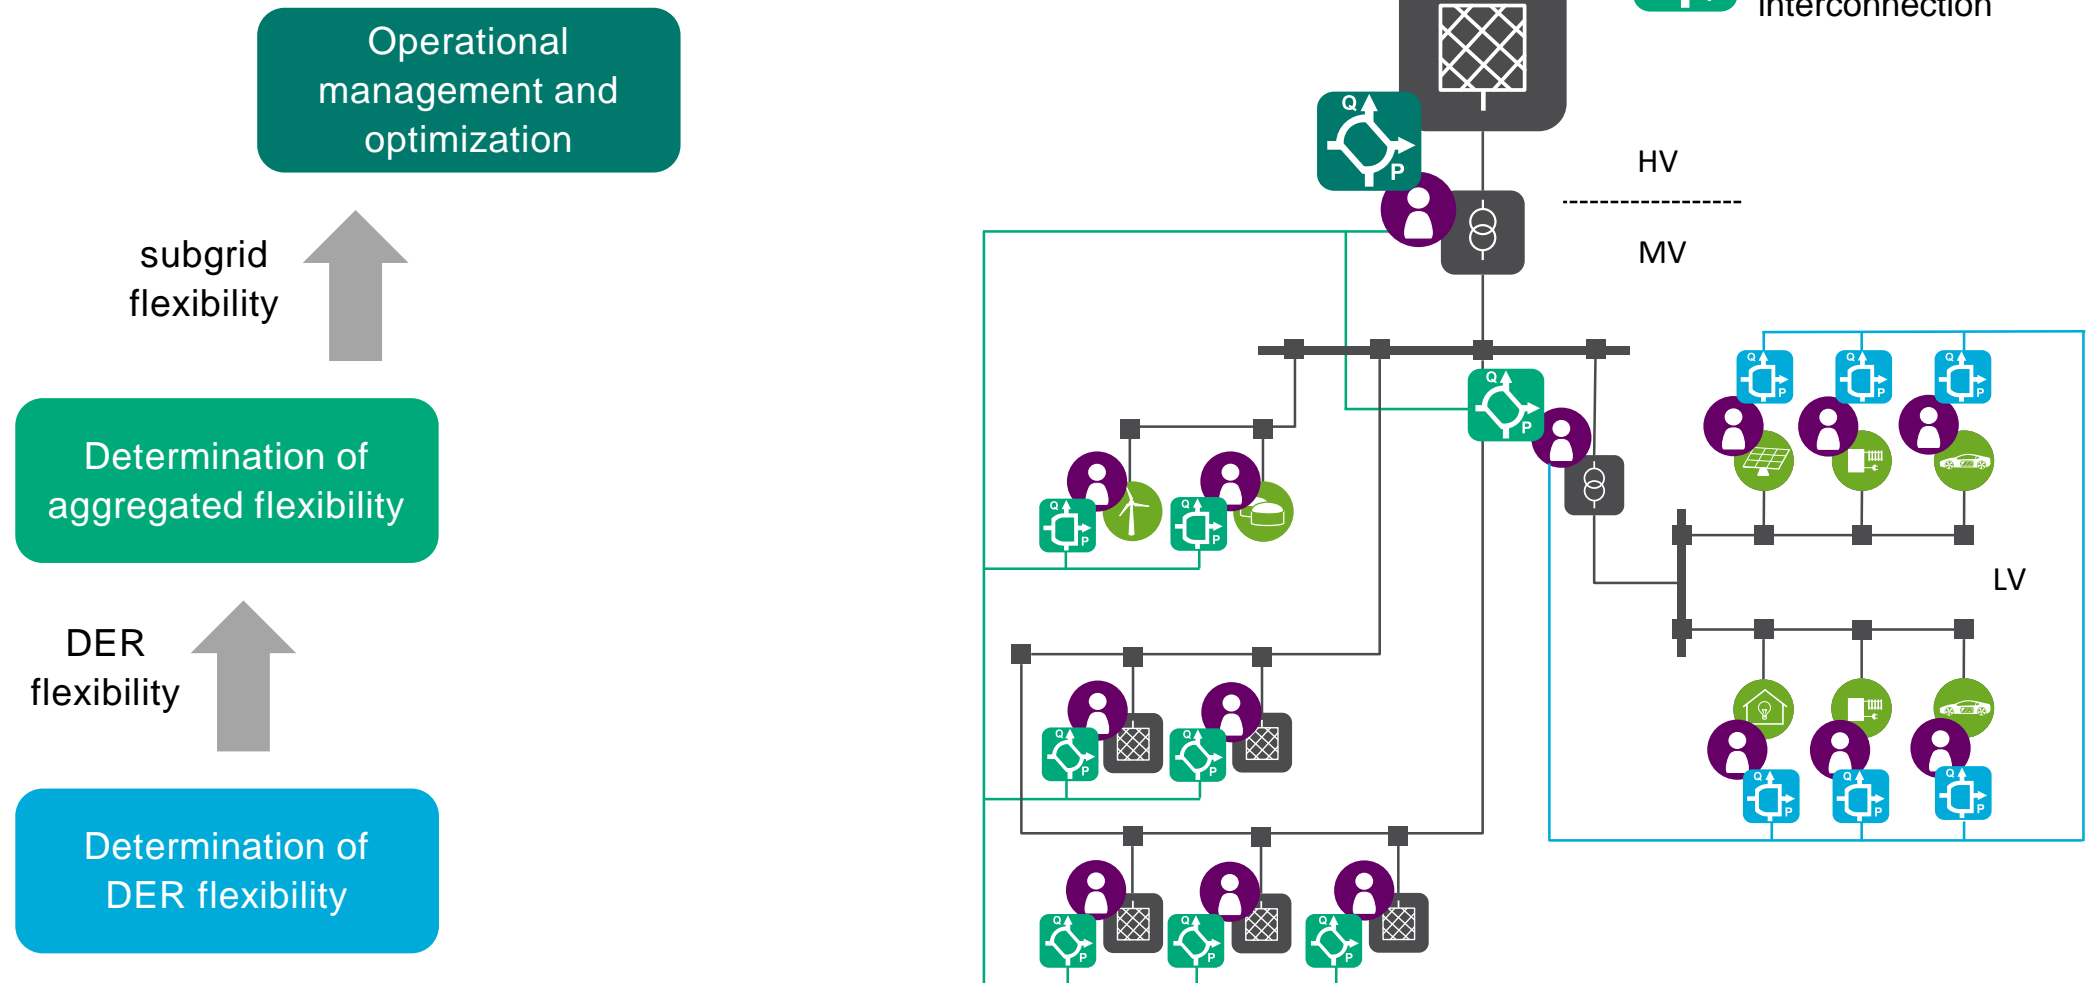 Operational
management and
optimization
subgrid
flexibility
Determination of
aggregated flexibility
DER
flexibility
Determination of
DER flexibility
interconnection
Q
P
HV
MV
Q
P
Q
P
Q
P
Q
P
Q
P
Q
P
LV
Q
P
Q
P
Q
P
Q
P
Q
P
Q
P
Q
P
Q
P